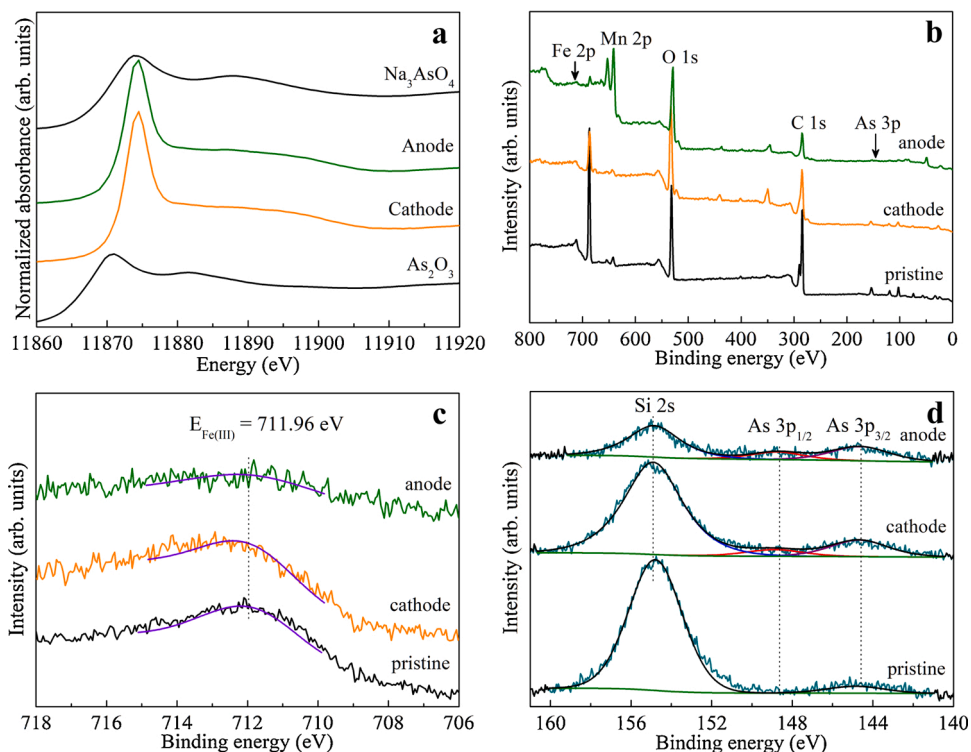 a
Na₃AsO₄
Anode
Cathode
As₂O₃
Normalized absorbance (arb. units)
11860 11870 11880 11890 11900 11910 11920
Energy (eV)
b
Fe 2p
Mn 2p
O 1s
C 1s
As 3p
anode
cathode
pristine
Intensity (arb. units)
800 700 600 500 400 300 200 100 0
Binding energy (eV)
c
E Fe(III) = 711.96 eV
anode
cathode
pristine
Intensity (arb. units)
718 716 714 712 710 708 706
Binding energy (eV)
d
Si 2s
As 3p1/2
As 3p3/2
anode
cathode
pristine
Intensity (arb. units)
160 156 152 148 144 140
Binding energy (eV)